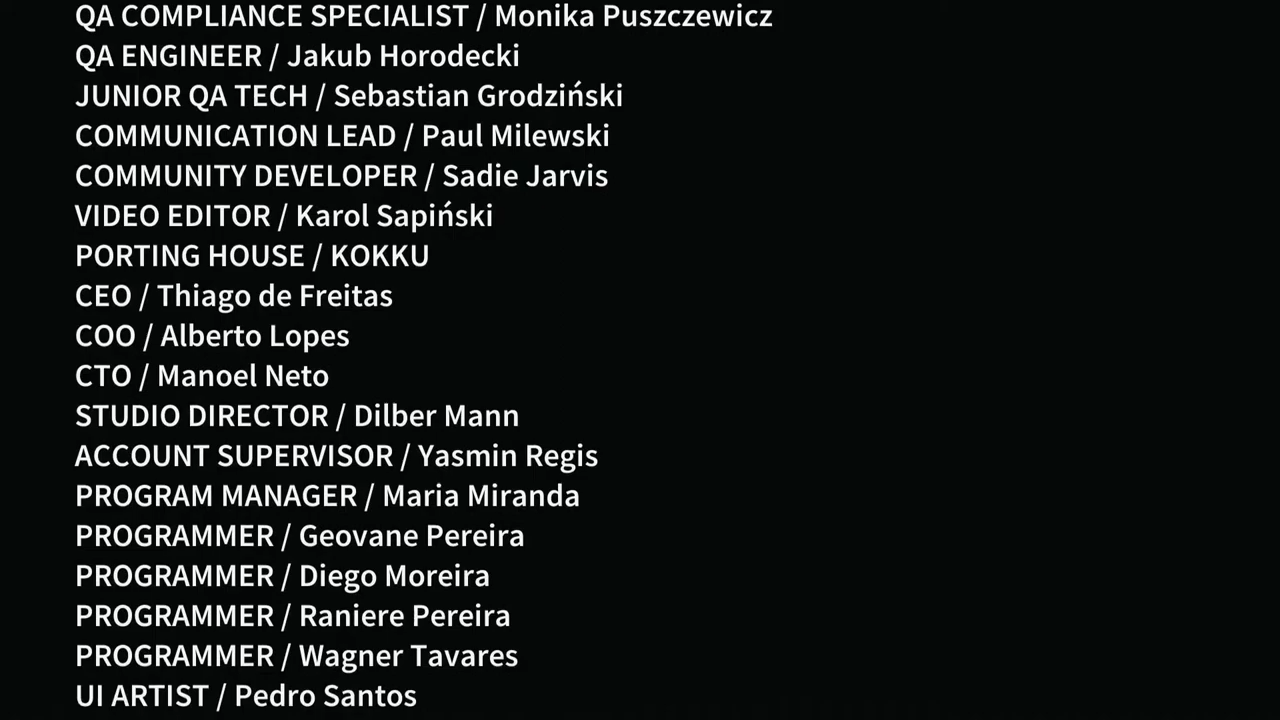 QA COMPLIANCE SPECIALIST / Monika Puszczewicz
QA ENGINEER / Jakub Horodecki
JUNIOR QA TECH / Sebastian Grodziński
COMMUNICATION LEAD / Paul Milewski
COMMUNITY DEVELOPER / Sadie Jarvis
VIDEO EDITOR / Karol Sapiński
PORTING HOUSE / KOKKU
CEO / Thiago de Freitas
COO / Alberto Lopes
CTO / Manoel Neto
STUDIO DIRECTOR / Dilber Mann
ACCOUNT SUPERVISOR / Yasmin Regis
PROGRAM MANAGER / Maria Miranda
PROGRAMMER / Geovane Pereira
PROGRAMMER / Diego Moreira
PROGRAMMER / Raniere Pereira
PROGRAMMER / Wagner Tavares
UI ARTIST / Pedro Santos